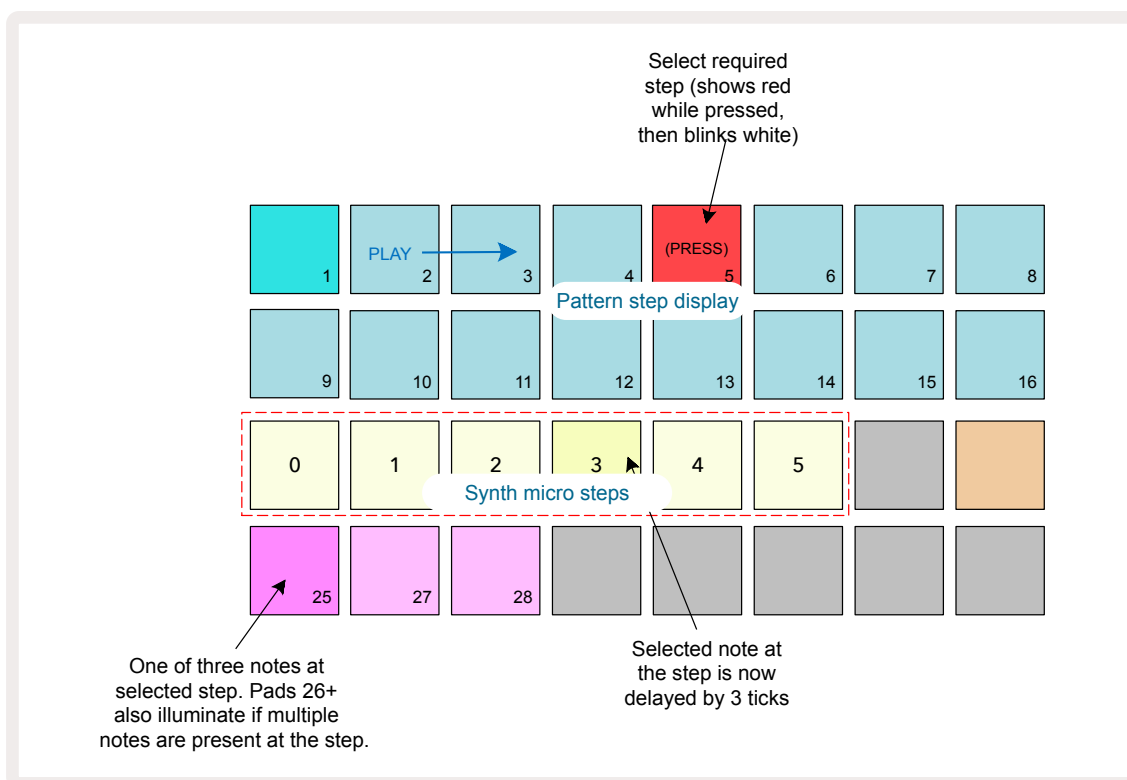 Select required
step (shows red
while pressed,
then blinks white)
PLAY
(PRESS)
1
2
3
4
5
6
7
8
Pattern step display
9
10
11
12
13
14
15
16
0
1
2
3
4
5
Synth micro steps
25
27
28
One of three notes at
selected step. Pads 26+
also illuminate if multiple
notes are present at the step.
Selected note at
the step is now
delayed by 3 ticks